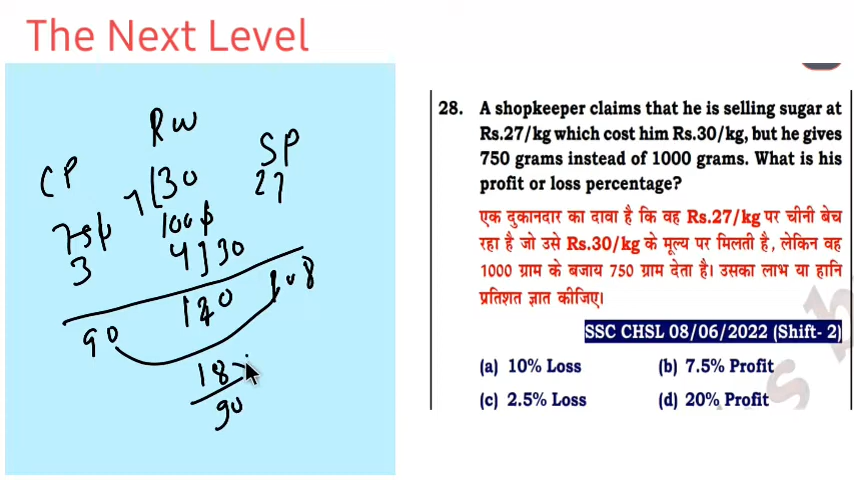 The Next Level
RW
CP
SP
30
27
750
1000
3
4
30
90
120
108
18
90
28. A shopkeeper claims that he is selling sugar at
Rs.27/kg which cost him Rs.30/kg, but he gives
750 grams instead of 1000 grams. What is his
profit or loss percentage?
एक दुकानदार का दावा है कि वह Rs.27/kg पर चीनी बेच
रहा है जो उसे Rs.30/kg के मूल्य पर मिलती है, लेकिन वह
1000 ग्राम के बजाय 750 ग्राम देता है। उसका लाभ या हानि
प्रतिशत ज्ञात कीजिए।
SSC CHSL 08/06/2022 (Shift- 2)
(a) 10% Loss (b) 7.5% Profit
(c) 2.5% Loss (d) 20% Profit